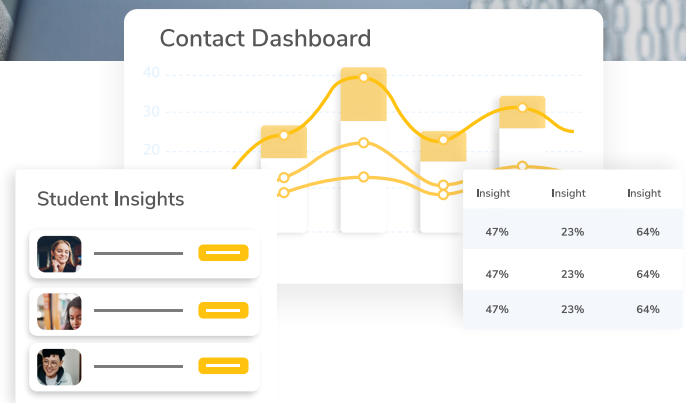 Contact Dashboard
40
30
20
Student Insights
Insight Insight Insight
47% 23% 64%
47% 23% 64%
47% 23% 64%